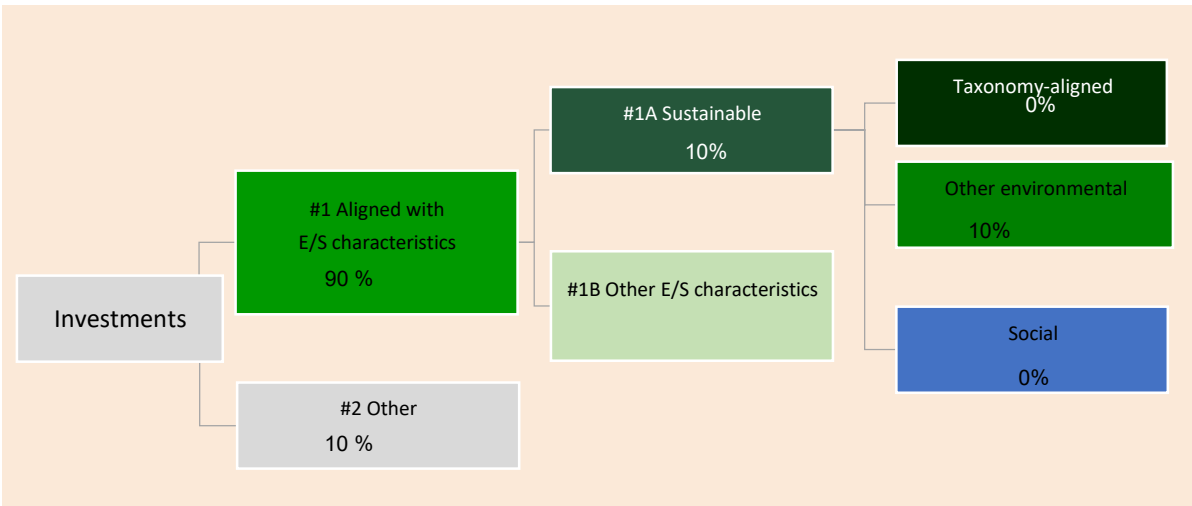 Investments
#1 Aligned with
E/S characteristics
90 %
#2 Other
10 %
#1A Sustainable
10%
#1B Other E/S characteristics
Taxonomy-aligned
0%
Other environmental
10%
Social
0%